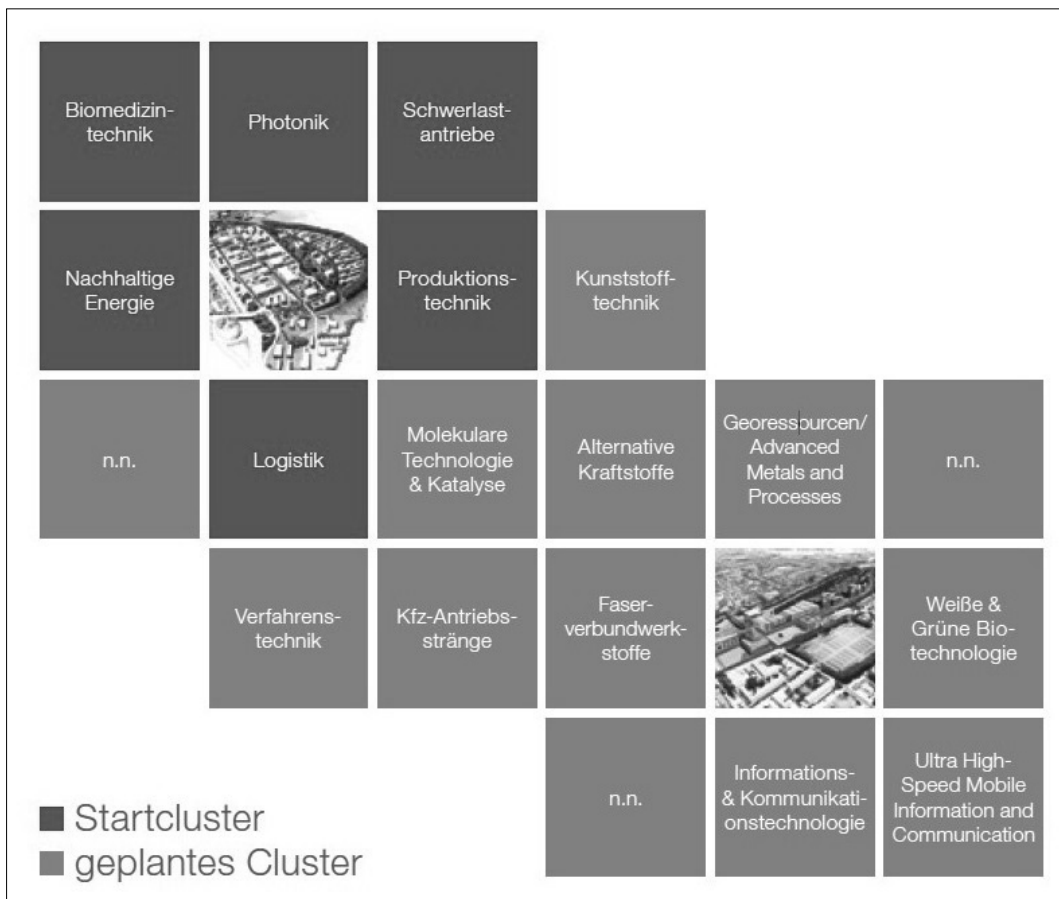 Biomedizin-
technik
Photonik
Schwerlast-
antriebe
Nachhaltige
Energie
Produktions-
technik
Kunststoff-
technik
n.n.
Logistik
Molekulare
Technologie
& Katalyse
Alternative
Kraftstoffe
Georessourcen/
Advanced
Metals and
Processes
n.n.
Verfahrens-
technik
Kfz-Antriebs-
stränge
Faser-
verbundwerk-
stoffe
Weiße &
Grüne Bio-
technologie
n.n.
Informations-
& Kommunikati-
onstechnologie
Ultra High-
Speed Mobile
Information and
Communication
Startcluster
geplantes Cluster